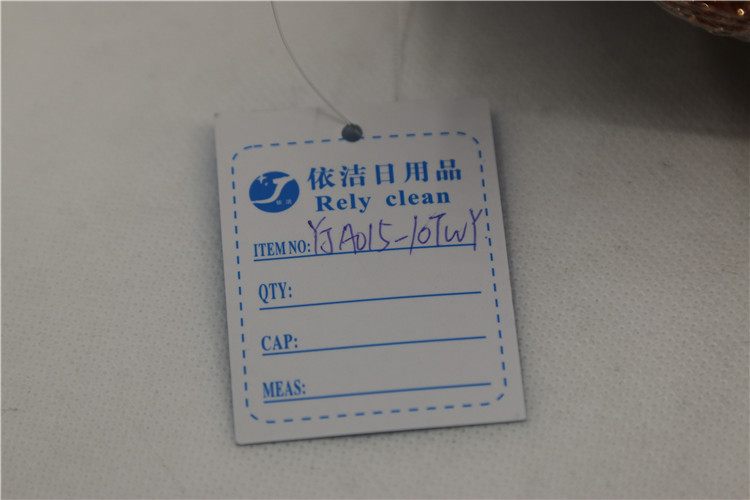 依洁日用品
Rely clean
ITEM NO: YJA015-10TWY
QTY:
CAP:
MEAS: